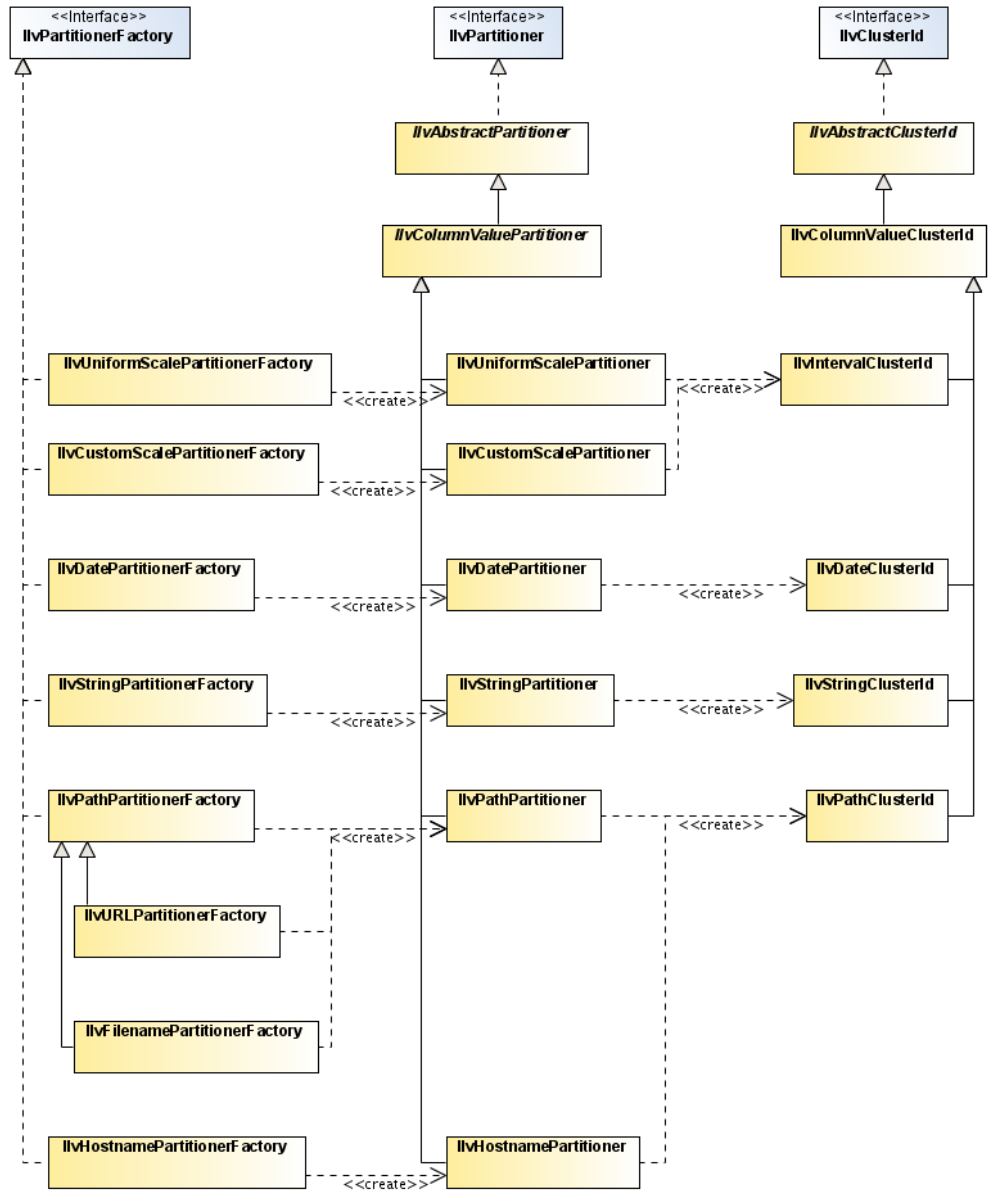 <<Interface>>
IlvPartitionerFactory
<<Interface>>
IlvPartitioner
<<Interface>>
IlvClusterId
IlvAbstractPartitioner
IlvAbstractClusterId
IlvColumnValuePartitioner
IlvColumnValueClusterId
IlvUniformScalePartitionerFactory
<<create>>
IlvUniformScalePartitioner
<<create>>
IlvIntervalClusterId
IlvCustomScalePartitionerFactory
<<create>>
IlvCustomScalePartitioner
IlvDatePartitionerFactory
<<create>>
IlvDatePartitioner
<<create>>
IlvDateClusterId
IlvStringPartitionerFactory
<<create>>
IlvStringPartitioner
<<create>>
IlvStringClusterId
IlvPathPartitionerFactory
<<create>>
IlvPathPartitioner
<<create>>
IlvPathClusterId
IlvURLPartitionerFactory
IlvFilenamePartitionerFactory
IlvHostnamePartitionerFactory
<<create>>
IlvHostnamePartitioner